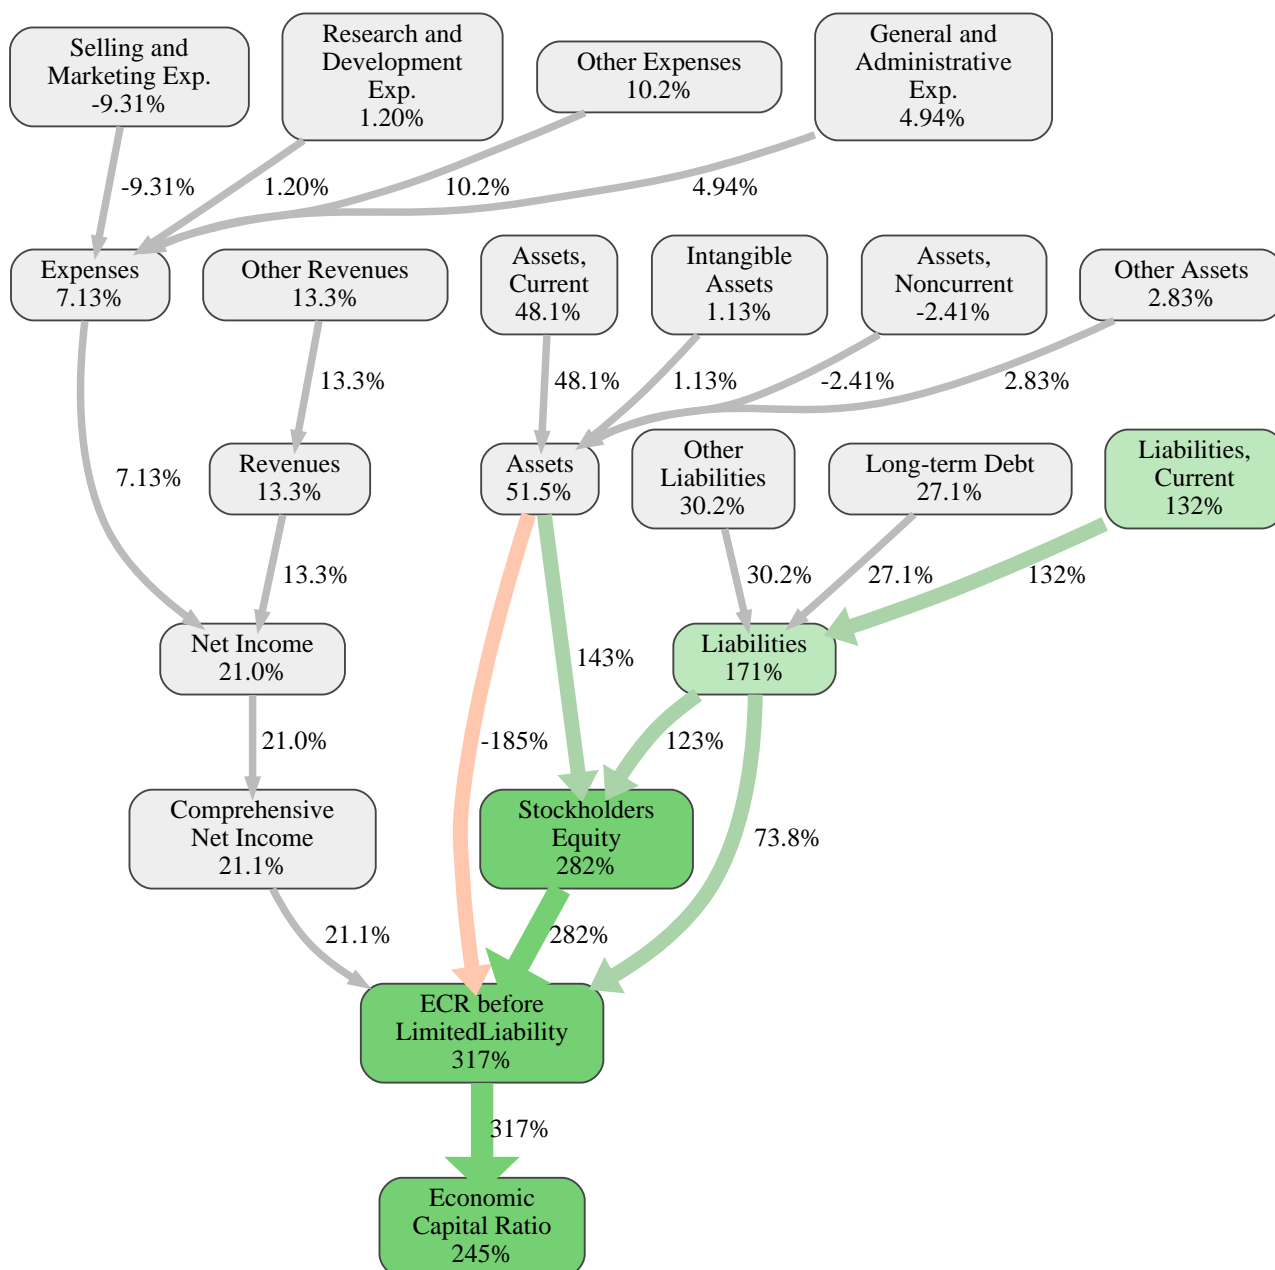 Selling and
Marketing Exp.
-9.31%
Research and
Development
Exp.
1.20%
Other Expenses
10.2%
General and
Administrative
Exp.
4.94%
-9.31%
1.20%
10.2%
4.94%
Expenses
7.13%
Other Revenues
13.3%
Assets,
Current
48.1%
Intangible
Assets
1.13%
Assets,
Noncurrent
-2.41%
Other Assets
2.83%
13.3%
48.1%
1.13%
-2.41%
2.83%
7.13%
Revenues
13.3%
Assets
51.5%
Other
Liabilities
30.2%
Long-term Debt
27.1%
Liabilities,
Current
132%
13.3%
30.2%
27.1%
132%
Net Income
21.0%
143%
Liabilities
171%
21.0%
-185%
123%
Comprehensive
Net Income
21.1%
Stockholders
Equity
282%
73.8%
21.1%
282%
ECR before
LimitedLiability
317%
317%
Economic
Capital Ratio
245%